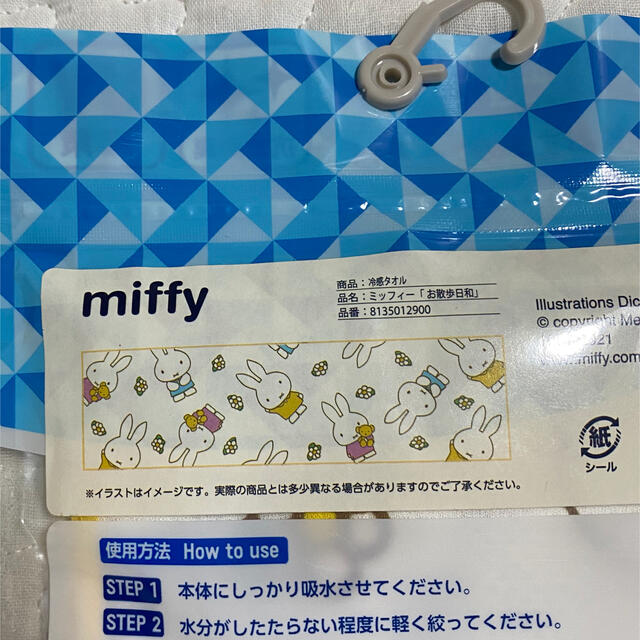 miffy
商品：冷感タオル
品名：ミッフィー「お散歩日和」
品番：8135012900
Illustrations Dic
© copyright Me
21
.miffy.com
紙
シール
※イラストはイメージです。実際の商品とは多少異なる場合がありますのでご了承ください。
使用方法 How to use
STEP 1 本体にしっかり吸水させてください。
STEP 2 水分がしたたらない程度に軽く絞ってください。